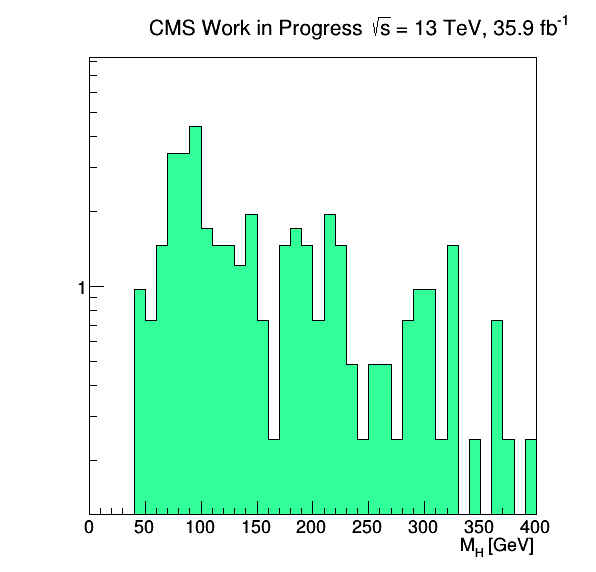 CMS Work in Progress √s = 13 TeV, 35.9 fb⁻¹
1
0 50 100 150 200 250 300 350 400
M_H [GeV]